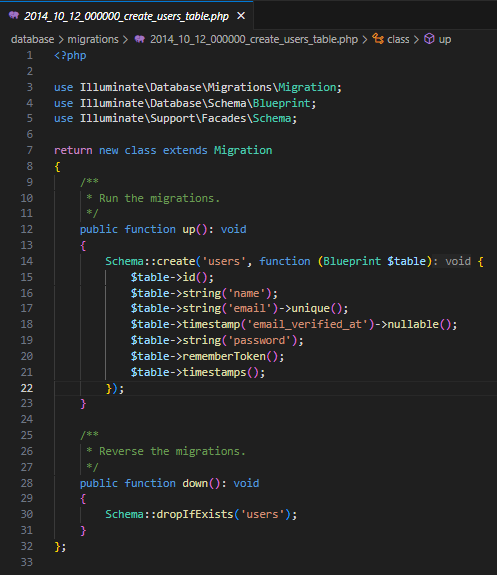 2014_10_12_000000_create_users_table.php ×
database > migrations > 2014_10_12_000000_create_users_table.php > class > up
1 <?php
2
3 use Illuminate\Database\Migrations\Migration;
4 use Illuminate\Database\Schema\Blueprint;
5 use Illuminate\Support\Facades\Schema;
6
7 return new class extends Migration
8 {
9     /**
10      * Run the migrations.
11      */
12     public function up(): void
13     {
14         Schema::create('users', function (Blueprint $table): void {
15             $table->id();
16             $table->string('name');
17             $table->string('email')->unique();
18             $table->timestamp('email_verified_at')->nullable();
19             $table->string('password');
20             $table->rememberToken();
21             $table->timestamps();
22         });
23     }
24
25     /**
26      * Reverse the migrations.
27      */
28     public function down(): void
29     {
30         Schema::dropIfExists('users');
31     }
32 };
33